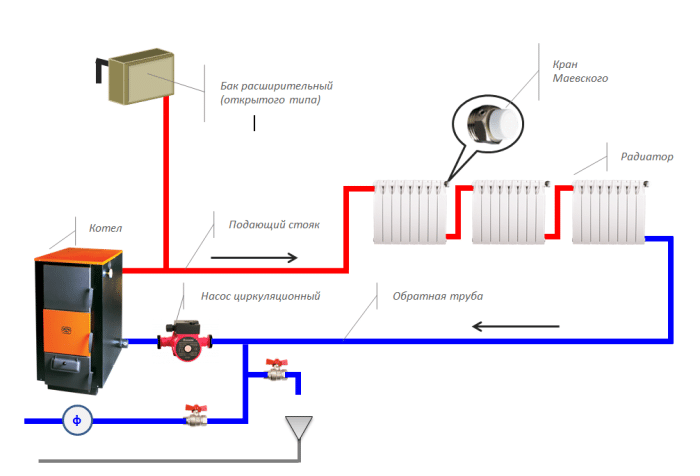 Кран
Маевского
Бак расширительный
(открытого типа)
Радиатор
Котел
Подающий стояк
Насос циркуляционный
Обратная труба
Ф